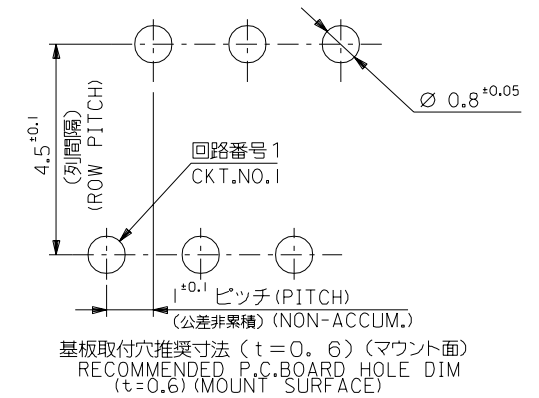 Ø 0.8±0.05
4.5±0.1
(列間隔)
(ROW PITCH)
回路番号1
CKT.NO.1
1±0.1 ピッチ(PITCH)
(公差非累積)(NON-ACCUM.)
基板取付穴推奨寸法(t=0.6)(マウント面)
RECOMMENDED P.C.BOARD HOLE DIM
(t=0.6)(MOUNT SURFACE)